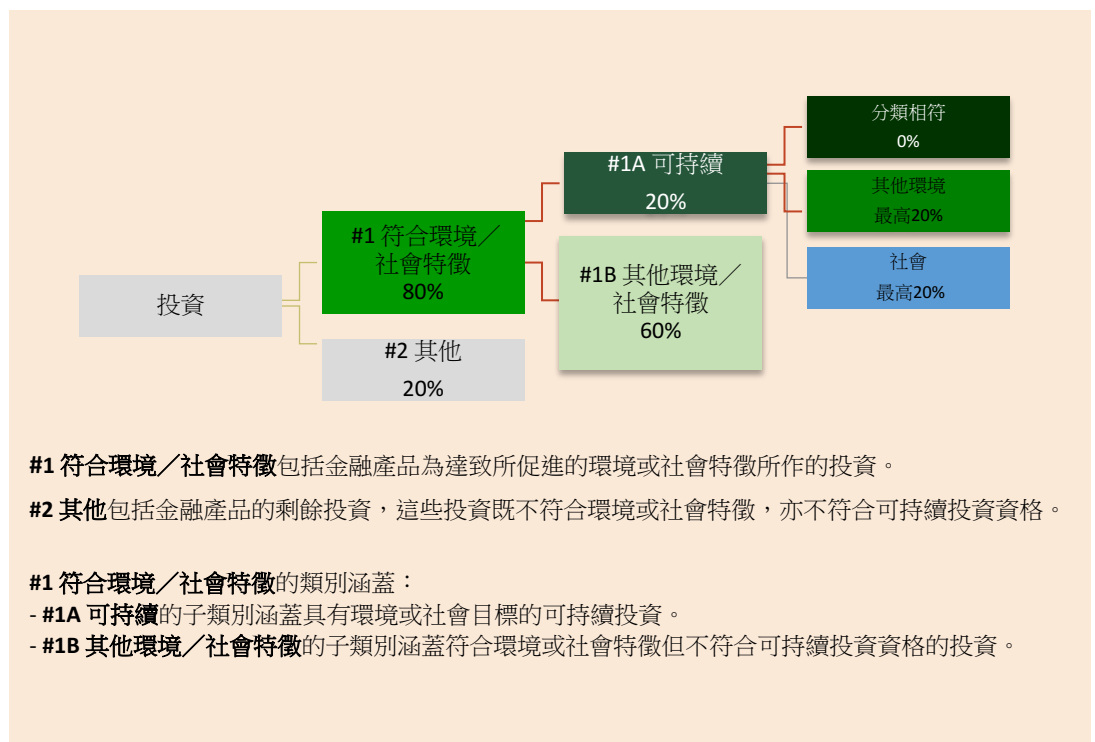 投資
#1 符合環境／
社會特徵
80%
#2 其他
20%
#1A 可持續
20%
#1B 其他環境／
社會特徵
60%
分類相符
0%
其他環境
最高20%
社會
最高20%
#1 符合環境／社會特徵包括金融產品為達致所促進的環境或社會特徵所作的投資。
#2 其他包括金融產品的剩餘投資，這些投資既不符合環境或社會特徵，亦不符合可持續投資資格。
#1 符合環境／社會特徵的類別涵蓋：
- #1A 可持續的子類別涵蓋具有環境或社會目標的可持續投資。
- #1B 其他環境／社會特徵的子類別涵蓋符合環境或社會特徵但不符合可持續投資資格的投資。